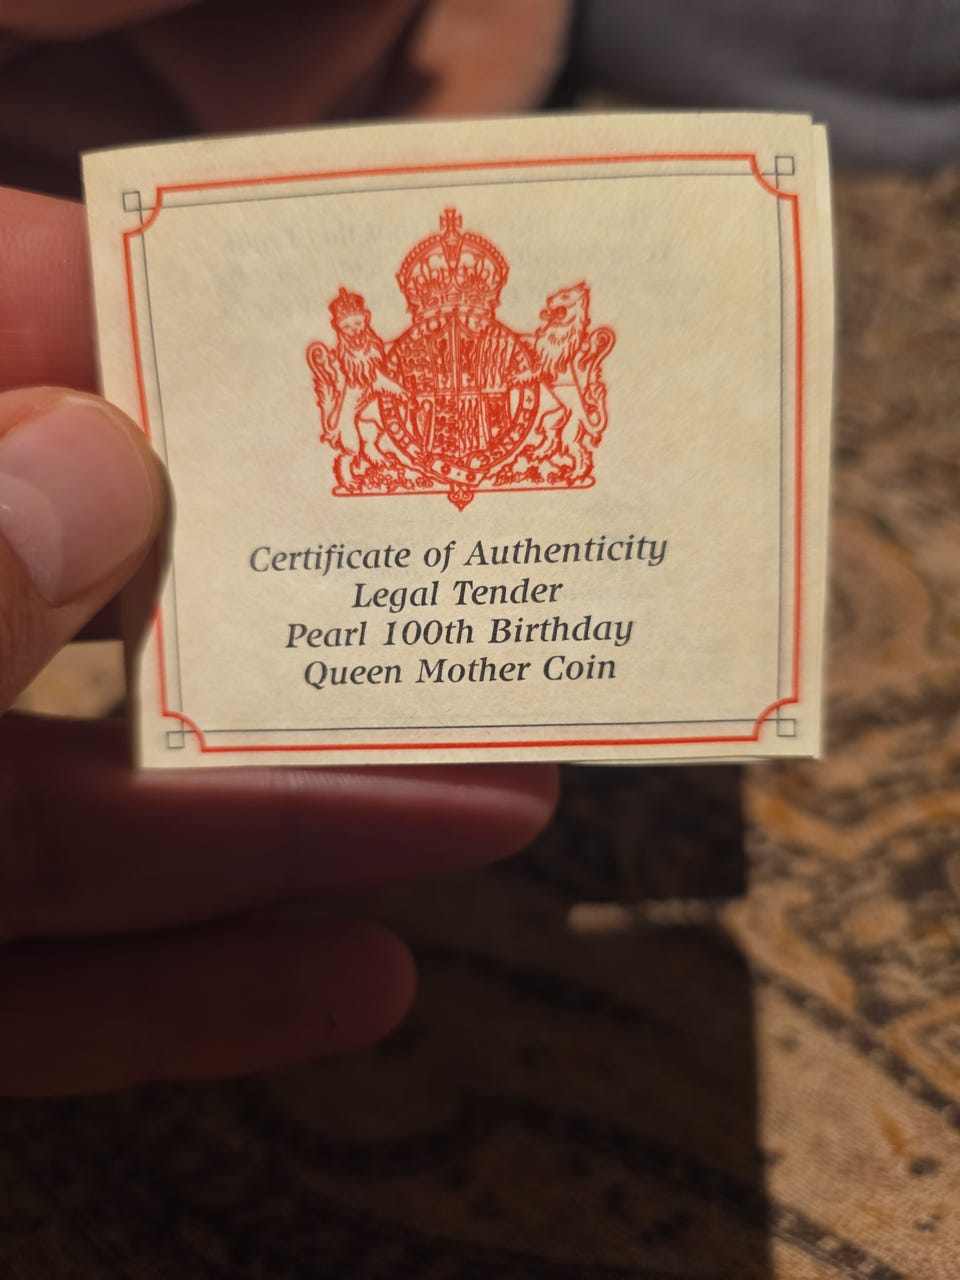 Certificate of Authenticity
Legal Tender
Pearl 100th Birthday
Queen Mother Coin